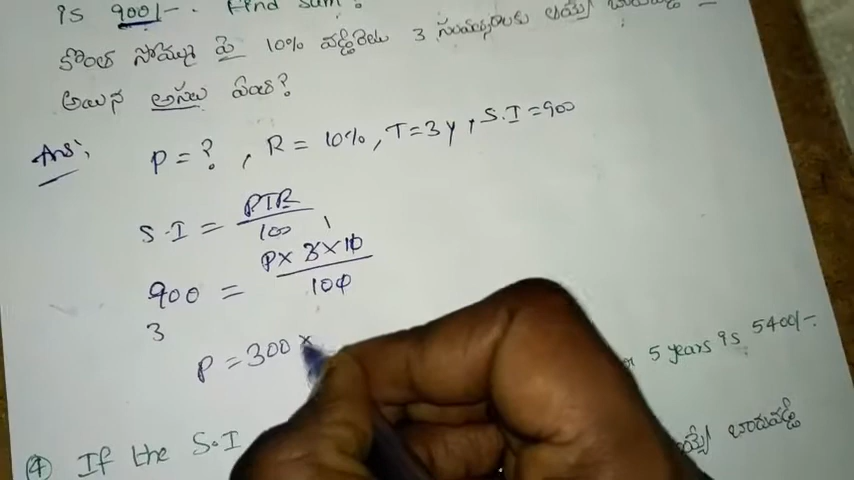 is 900/-. Find sum?
కొంత సొమ్ము పై 10% వడ్డీరేటు 3 సంవత్సరాలకు అయ్యే
అయిన అసలు ఎంత?
Ans: P = ?, R = 10%, T = 3y, S.I = 900
S.I = PTR/100
900 = P x 3 x 10/100
3
P = 300 x
5 years is 5400/-.
④ If the S.I
బారువడ్డీ